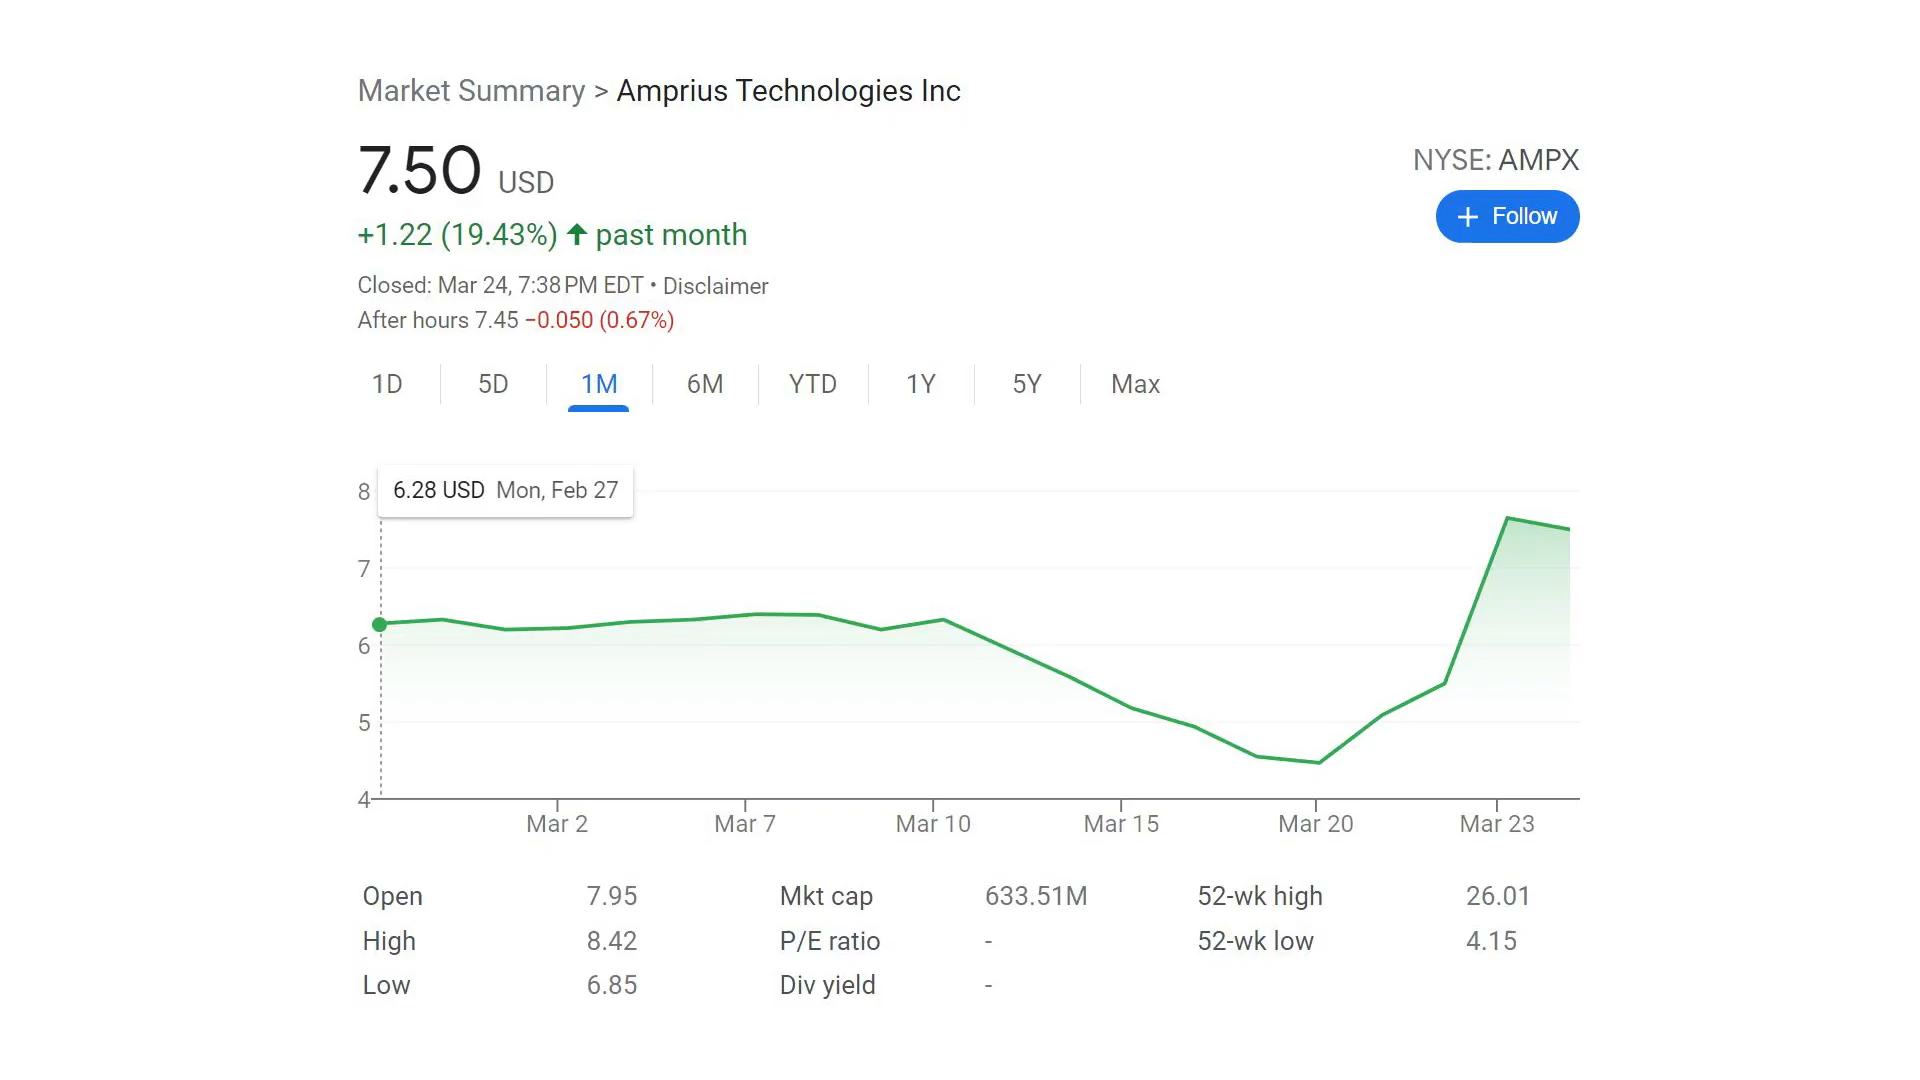 Market Summary > Amprius Technologies Inc
7.50 USD
NYSE: AMPX
+ Follow
+1.22 (19.43%) ↑ past month
Closed: Mar 24, 7:38 PM EDT • Disclaimer
After hours 7.45 −0.050 (0.67%)
1D 5D 1M 6M YTD 1Y 5Y Max
6.28 USD Mon, Feb 27
8
7
6
5
4
Mar 2 Mar 7 Mar 10 Mar 15 Mar 20 Mar 23
Open 7.95 Mkt cap 633.51M 52-wk high 26.01
High 8.42 P/E ratio - 52-wk low 4.15
Low 6.85 Div yield -